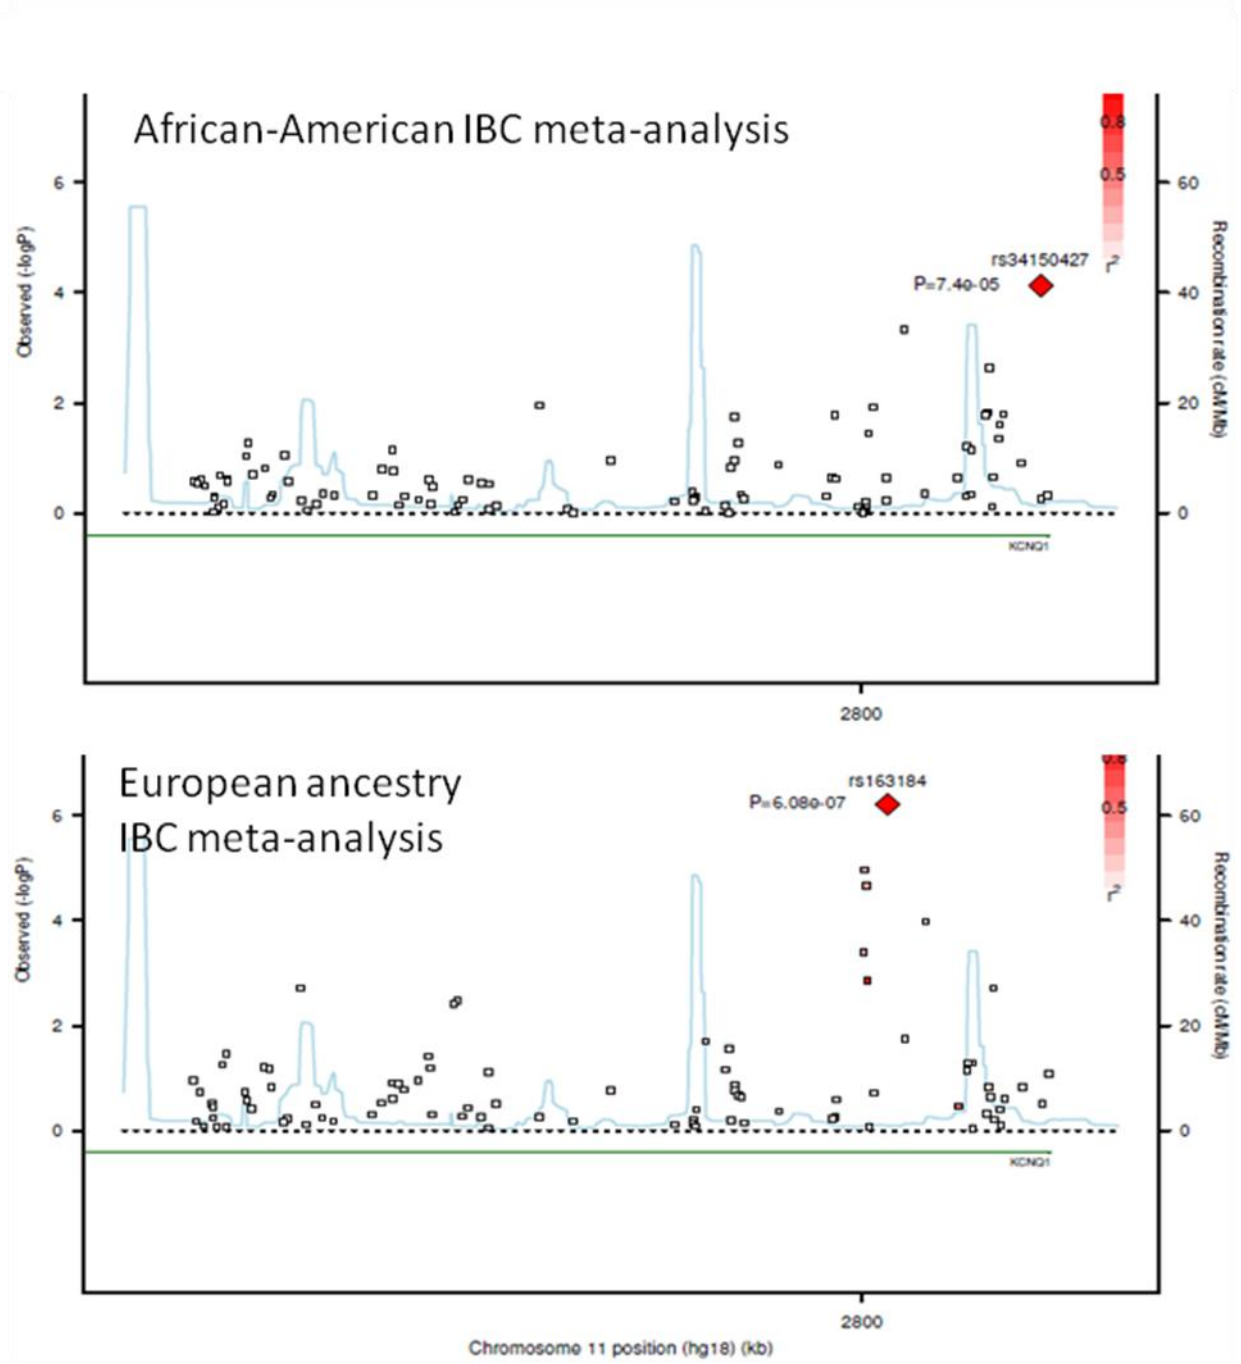 African-American IBC meta-analysis
0.8
0.5
r²
6
4
2
0
60
40
20
0
Observed (-logP)
Recombination rate (cM/Mb)
rs34150427
P=7.4e-05
KCNQ1
2800
European ancestry
IBC meta-analysis
0.8
0.5
r²
rs163184
P=6.08e-07
6
4
2
0
60
40
20
0
Observed (-logP)
Recombination rate (cM/Mb)
KCNQ1
2800
Chromosome 11 position (hg18) (kb)